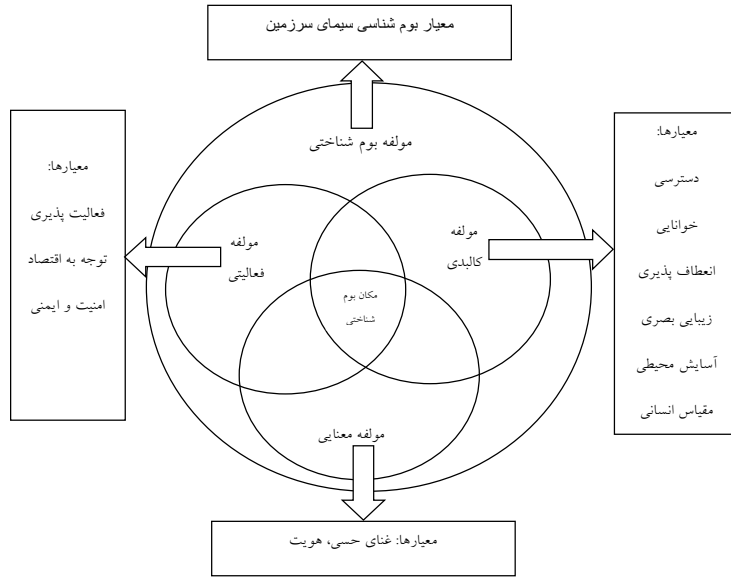 معیار بوم شناسی سیمای سرزمین
مولفه بوم شناختی
معیارها:
دسترسی
خوانایی
انعطاف پذیری
زیبایی بصری
آسایش محیطی
مقیاس انسانی
مولفه
کالبدی
مکان بوم
شناختی
مولفه
فعالیتی
معیارها:
فعالیت پذیری
توجه به اقتصاد
امنیت و ایمنی
مولفه معنایی
معیارها: غنای حسی، هویت